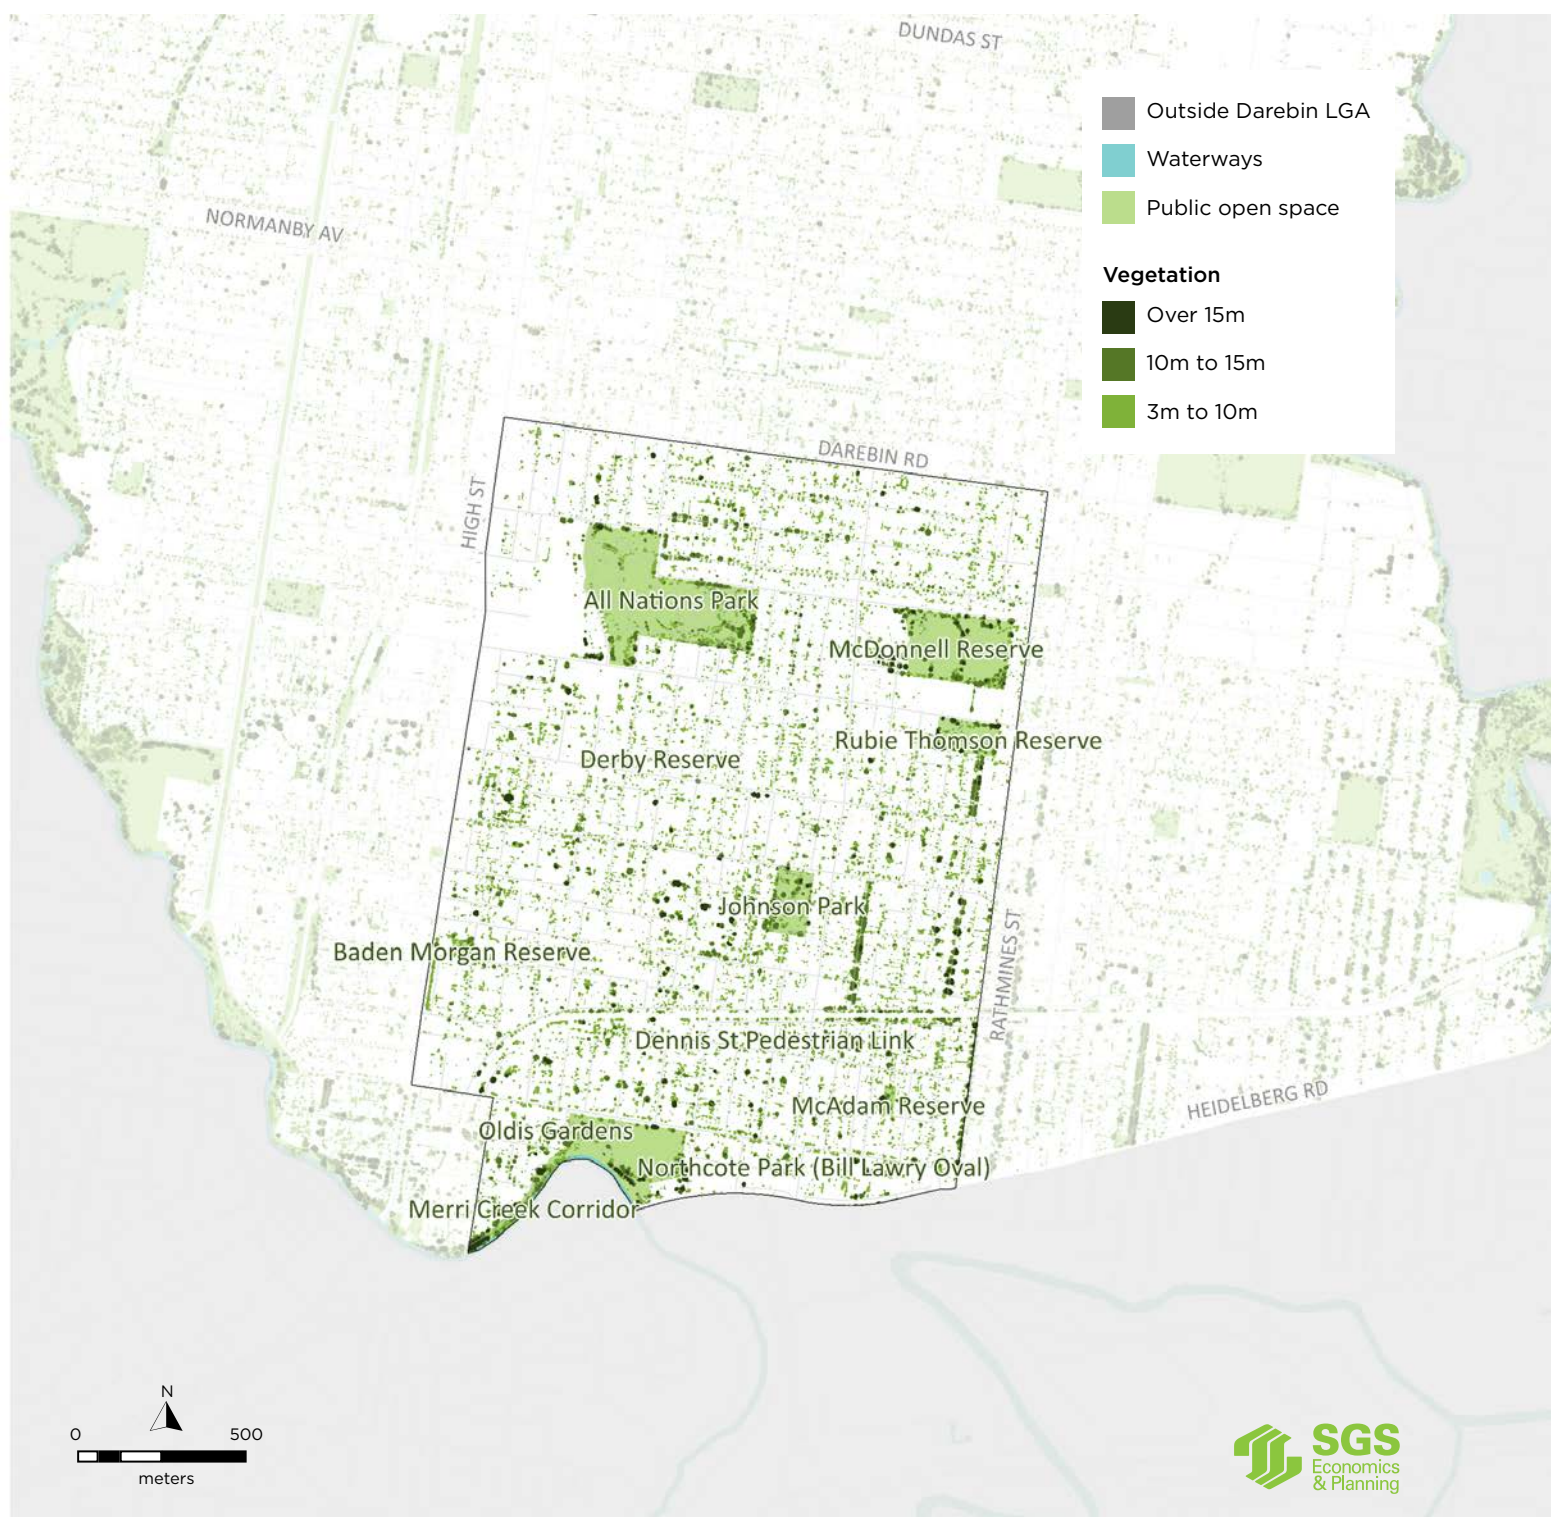 DUNDAS ST
Outside Darebin LGA
Waterways
Public open space
Vegetation
Over 15m
10m to 15m
3m to 10m
NORMANBY AV
DAREBIN RD
HIGH ST
All Nations Park
McDonnell Reserve
Rubie Thomson Reserve
Derby Reserve
Johnson Park
Baden Morgan Reserve
RATHMINES ST
Dennis St Pedestrian Link
McAdam Reserve
HEIDELBERG RD
Oldis Gardens
Northcote Park (Bill Lawry Oval)
Merri Creek Corridor
N
0 500
meters
SGS
Economics
& Planning